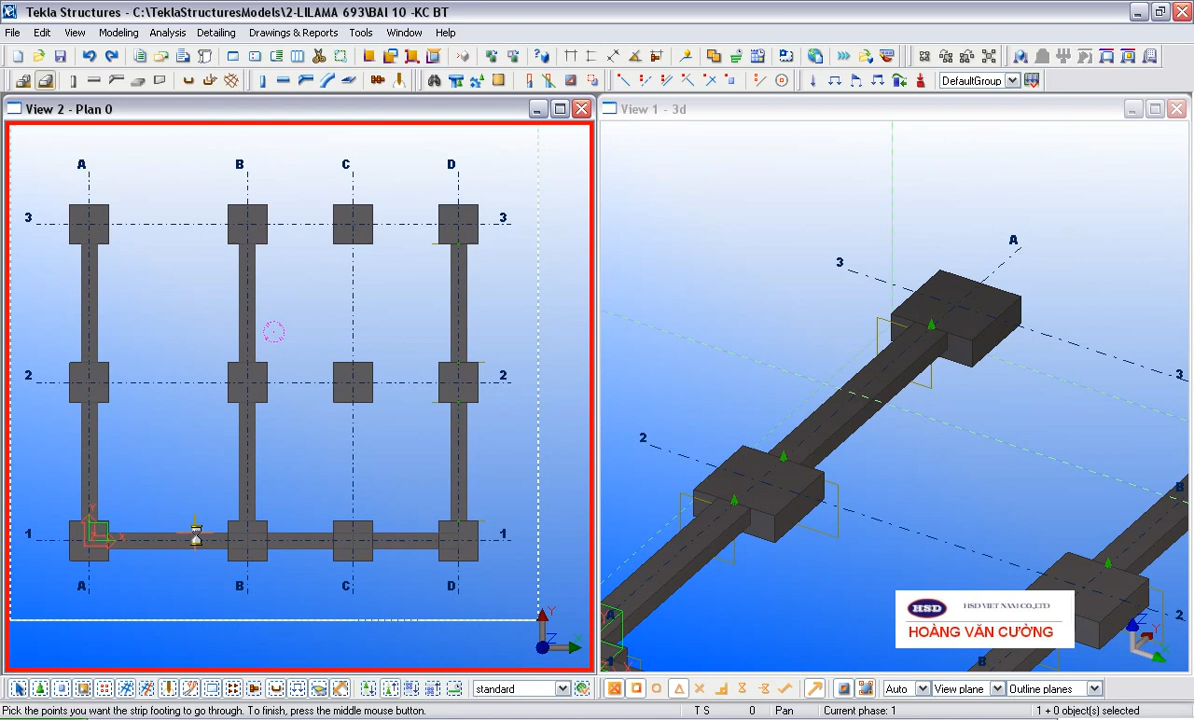 Tekla Structures - C:\TeklaStructuresModels\2-LILAMA 693\BAI 10 -KC BT
File Edit View Modeling Analysis Detailing Drawings & Reports Tools Window Help
DefaultGroup
View 2 - Plan 0
View 1 - 3d
A B C D
3 3
2 2
1 1
A B C D
A
3
3
2
B
A
1
2
B
Y
Z X
X
Y
Z
X
HSD HSD VIET NAM CO.,LTD
HOÀNG VĂN CƯỜNG
standard
Auto
View plane
Outline planes
Pick the points you want the strip footing to go through. To finish, press the middle mouse button.
T S 0 Pan Current phase: 1 1 + 0 object(s) selected